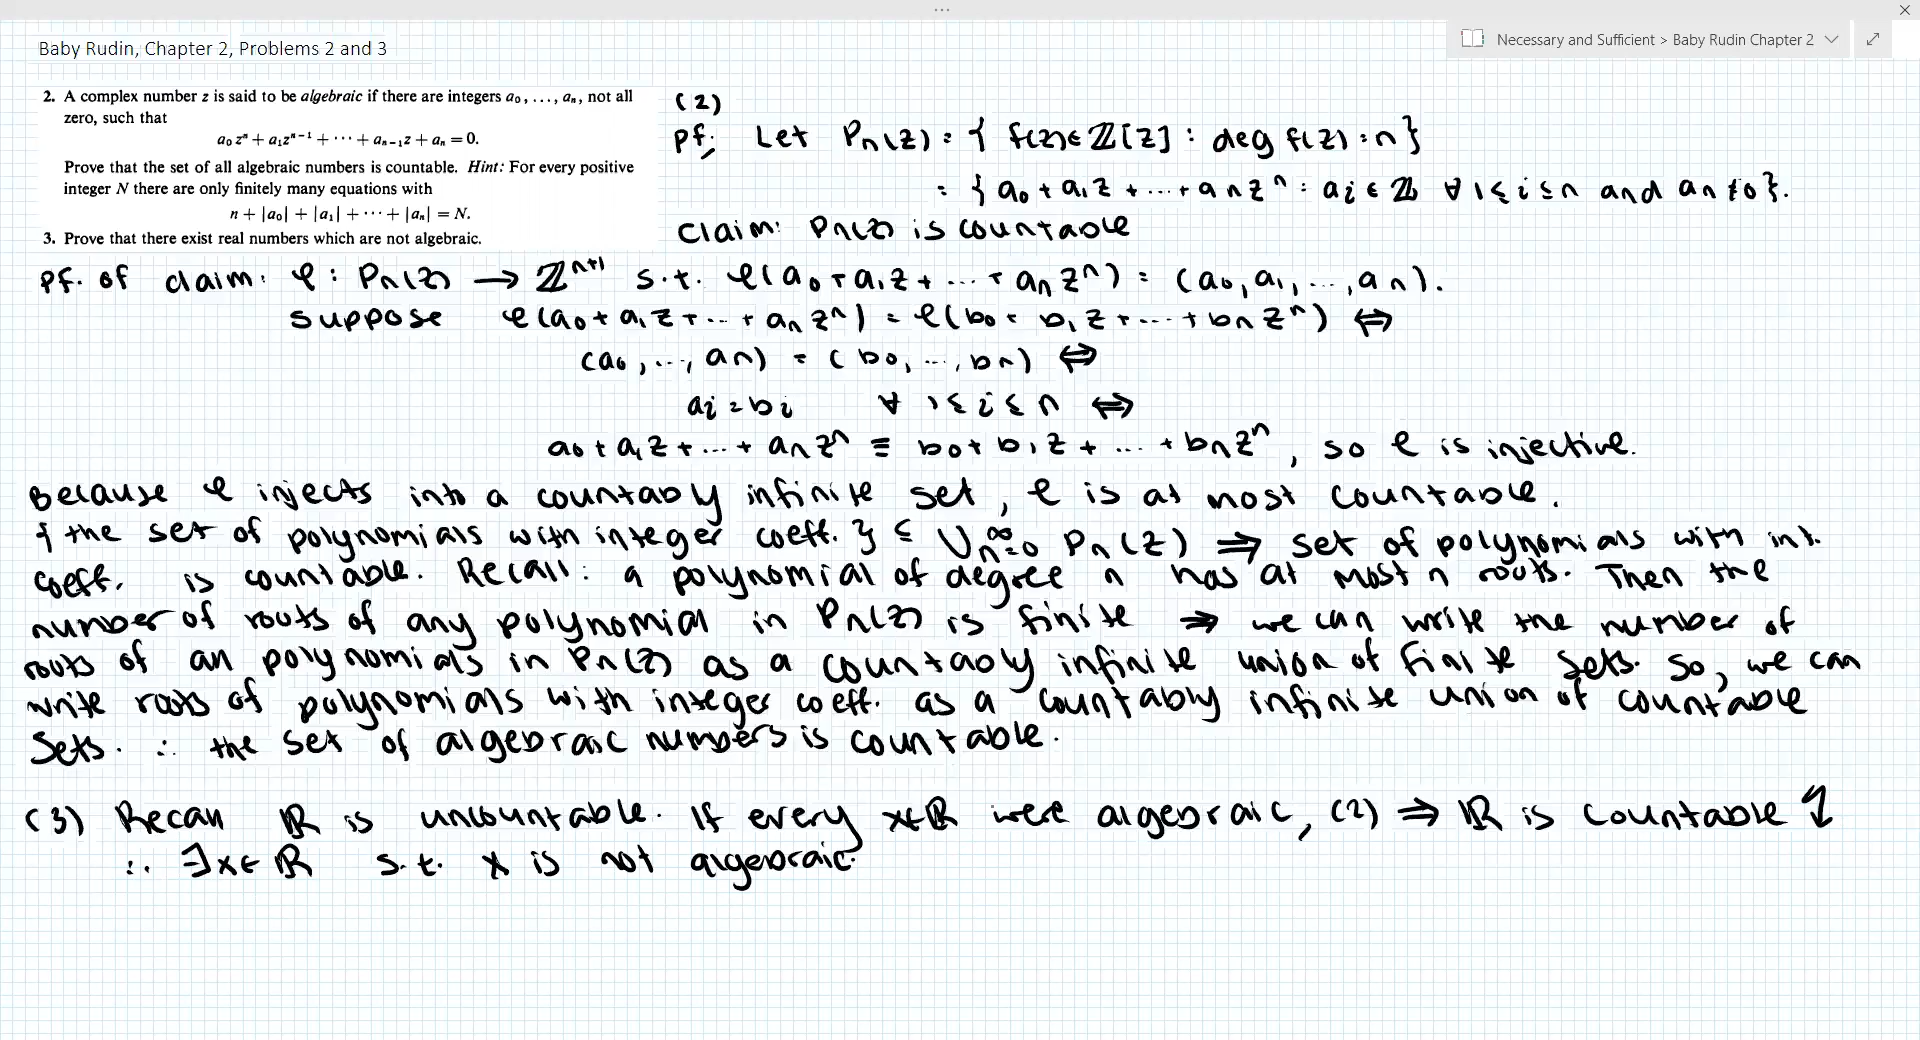 Baby Rudin, Chapter 2, Problems 2 and 3
Necessary and Sufficient > Baby Rudin Chapter 2
2. A complex number z is said to be algebraic if there are integers a₀, ..., aₙ, not all
zero, such that
a₀zⁿ + a₁zⁿ⁻¹ + ⋯ + aₙ₋₁z + aₙ = 0.
Prove that the set of all algebraic numbers is countable. Hint: For every positive
integer N there are only finitely many equations with
n + |a₀| + |a₁| + ⋯ + |aₙ| = N.
3. Prove that there exist real numbers which are not algebraic.
(2)
Pf: Let Pₙ(z) = { f(z) ∈ ℤ[z] : deg f(z) = n }
= { a₀ + a₁z + ... + aₙzⁿ : aᵢ ∈ ℤ ∀ 1 ≤ i ≤ n and aₙ ≠ 0 }.
Claim: Pₙ(z) is countable
Pf. of claim: φ : Pₙ(z) → ℤⁿ⁺¹ s.t. φ(a₀ + a₁z + ... + aₙzⁿ) = (a₀, a₁, ..., aₙ).
suppose φ(a₀ + a₁z + ... + aₙzⁿ) = φ(b₀ + b₁z + ... + bₙzⁿ) ⇔
(a₀, ..., aₙ) = (b₀, ..., bₙ) ⇔
aᵢ = bᵢ ∀ 1 ≤ i ≤ n ⇔
a₀ + a₁z + ... + aₙzⁿ ≡ b₀ + b₁z + ... + bₙzⁿ, so φ is injective.
Because φ injects into a countably infinite set, φ is at most countable.
{ the set of polynomials with integer coeff. } ⊆ ⋃ₙ₌₀^∞ Pₙ(z) ⇒ set of polynomials with int.
coeff. is countable. Recall: a polynomial of degree n has at most n roots. Then the
number of roots of any polynomial in Pₙ(z) is finite ⇒ we can write the number of
roots of all polynomials in Pₙ(z) as a countably infinite union of finite sets. So, we can
write roots of polynomials with integer coeff. as a countably infinite union of countable
sets. ∴ the set of algebraic numbers is countable.
(3) Recall ℝ is uncountable. If every x∈ℝ were algebraic, (2) ⇒ ℝ is countable ↯
∴ ∃x∈ℝ s.t. x is not algebraic.